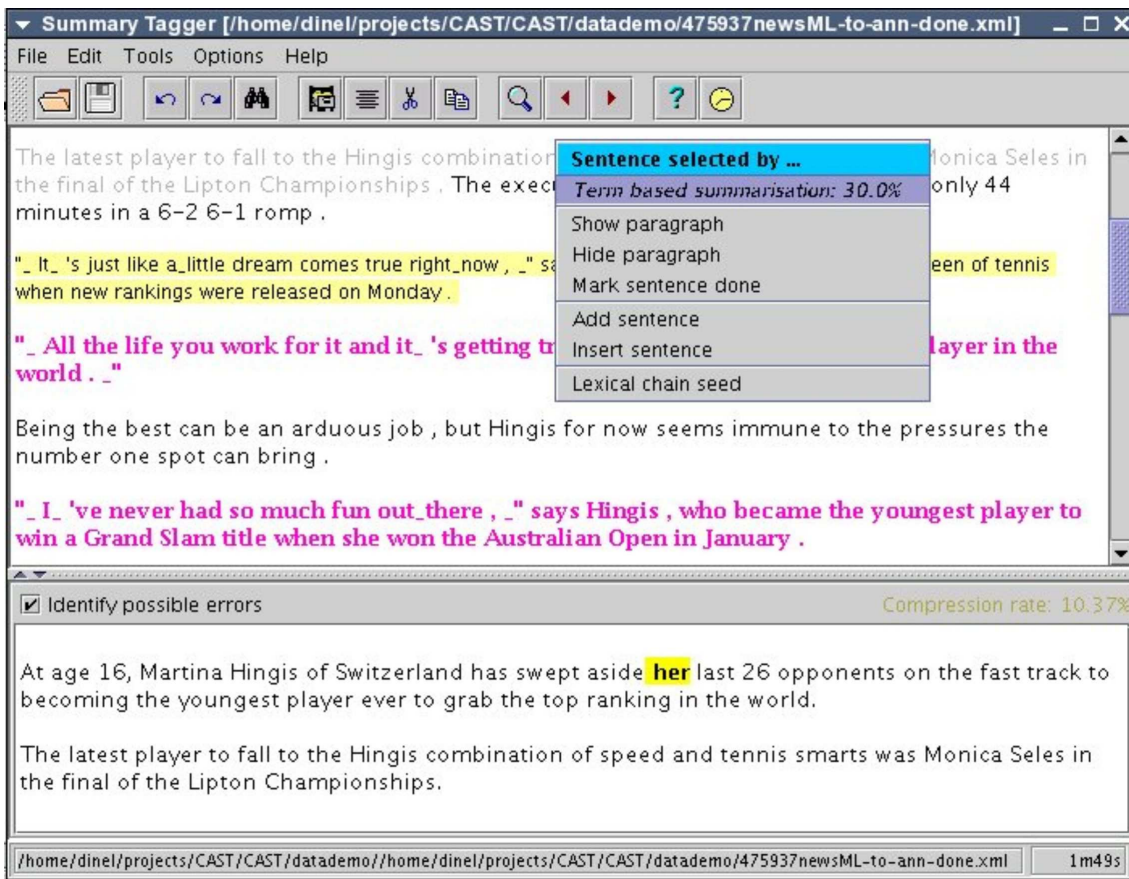 Summary Tagger [/home/dinel/projects/CAST/CAST/datademo/475937newsML-to-ann-done.xml]
File Edit Tools Options Help
The latest player to fall to the Hingis combination Monica Seles in
the final of the Lipton Championships . The only 44
minutes in a 6-2 6-1 romp .
Sentence selected by ...
Term based summarisation: 30.0%
Show paragraph
Hide paragraph
Mark sentence done
Add sentence
Insert sentence
Lexical chain seed
"_ It_ 's just like a_little dream comes true right_now , _" of tennis
when new rankings were released on Monday .
"_ All the life you work for it and it_ 's getting in the
world . _"
Being the best can be an arduous job , but Hingis for now seems immune to the pressures the
number one spot can bring .
"_ I_ 've never had so much fun out_there , _" says Hingis , who became the youngest player to
win a Grand Slam title when she won the Australian Open in January .
Identify possible errors Compression rate: 10.37%
At age 16, Martina Hingis of Switzerland has swept aside her last 26 opponents on the fast track to
becoming the youngest player ever to grab the top ranking in the world.
The latest player to fall to the Hingis combination of speed and tennis smarts was Monica Seles in
the final of the Lipton Championships.
/home/dinel/projects/CAST/CAST/datademo//home/dinel/projects/CAST/CAST/datademo/475937newsML-to-ann-done.xml 1m49s